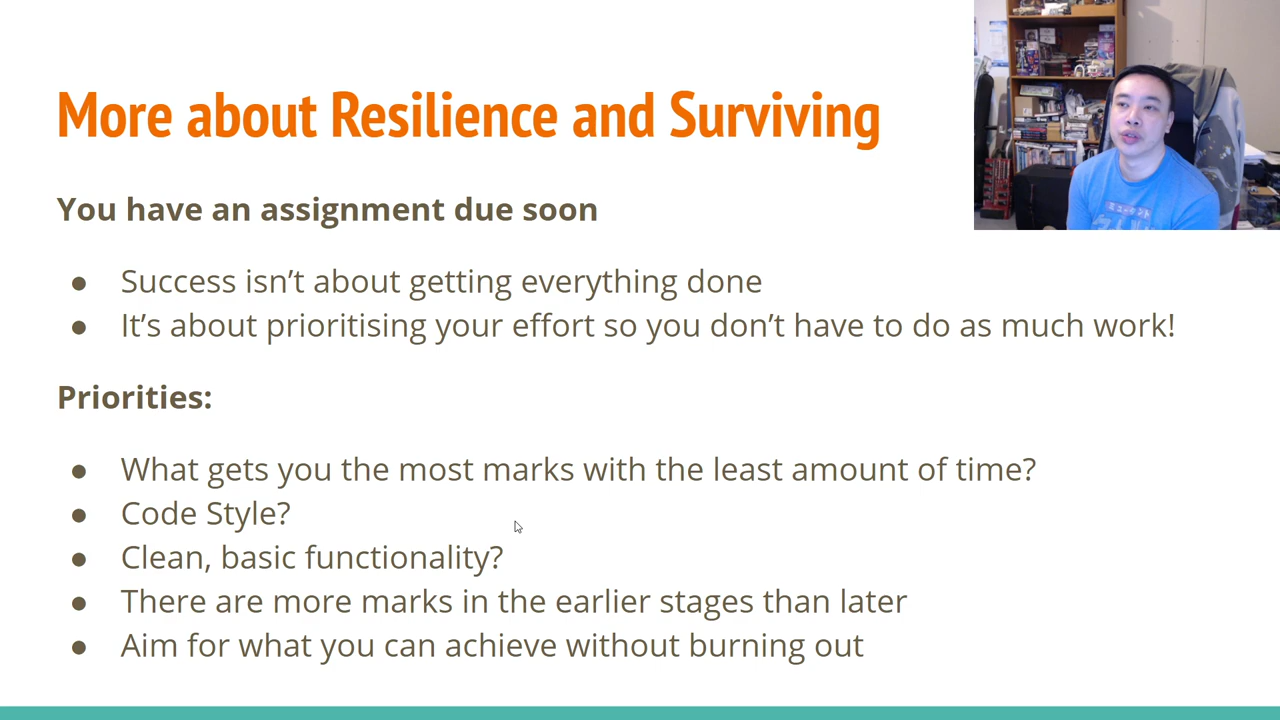 More about Resilience and Surviving
You have an assignment due soon
● Success isn’t about getting everything done
● It’s about prioritising your effort so you don’t have to do as much work!
Priorities:
● What gets you the most marks with the least amount of time?
● Code Style?
● Clean, basic functionality?
● There are more marks in the earlier stages than later
● Aim for what you can achieve without burning out